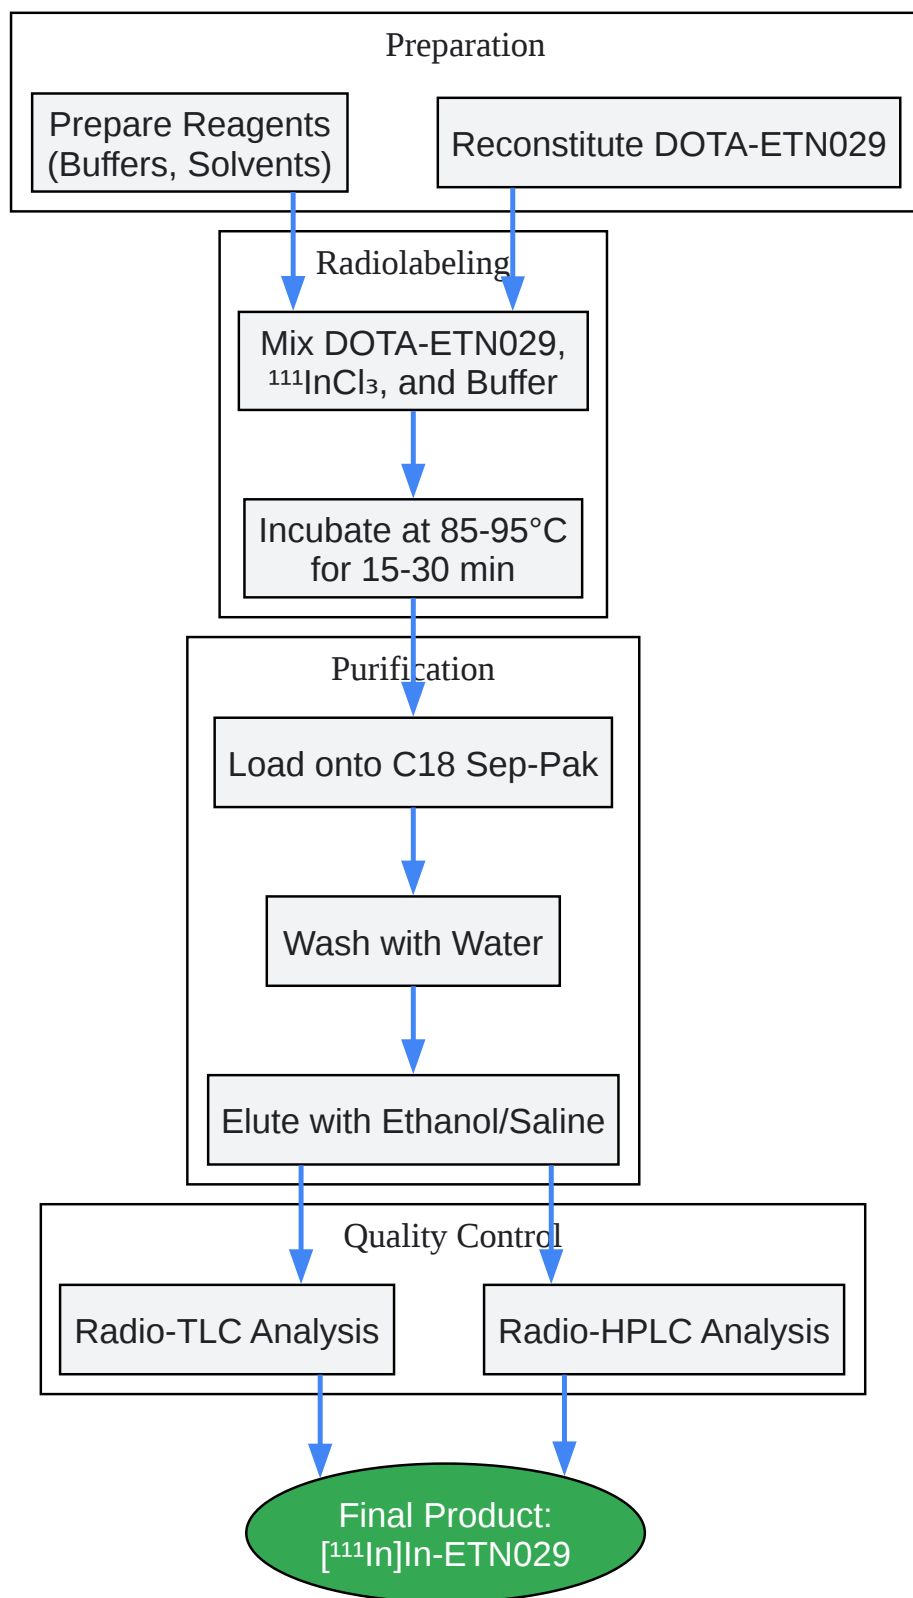 Preparation
Prepare Reagents
(Buffers, Solvents)
Reconstitute DOTA-ETN029
Radiolabeling
Mix DOTA-ETN029,
¹¹¹InCl₃, and Buffer
Incubate at 85-95°C
for 15-30 min
Purification
Load onto C18 Sep-Pak
Wash with Water
Elute with Ethanol/Saline
Quality Control
Radio-TLC Analysis
Radio-HPLC Analysis
Final Product:
[¹¹¹In]In-ETN029